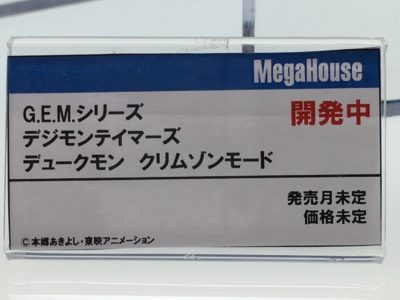 MegaHouse
G.E.M.シリーズ
開発中
デジモンテイマーズ
デュークモン　クリムゾンモード
発売月未定
価格未定
© 本郷あきよし・東映アニメーション